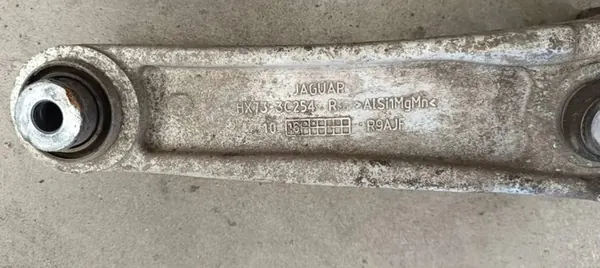 JAGUAR
HX73 3C254 R >AlSi1MgMn<
10 R9AJF